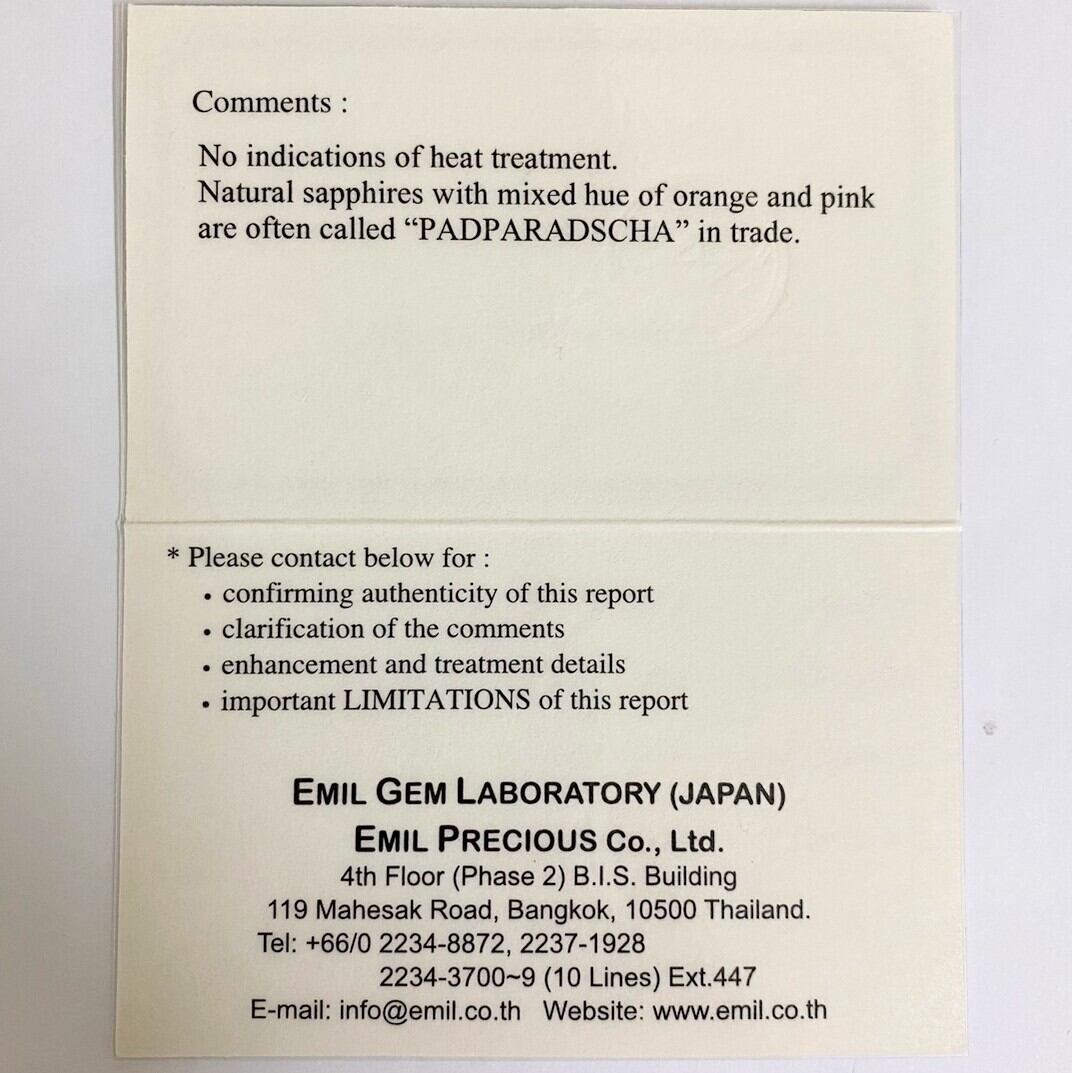 Comments :
No indications of heat treatment.
Natural sapphires with mixed hue of orange and pink
are often called “PADPARADSCHA” in trade.
* Please contact below for :
• confirming authenticity of this report
• clarification of the comments
• enhancement and treatment details
• important LIMITATIONS of this report
EMIL GEM LABORATORY (JAPAN)
EMIL PRECIOUS Co., Ltd.
4th Floor (Phase 2) B.I.S. Building
119 Mahesak Road, Bangkok, 10500 Thailand.
Tel: +66/0 2234-8872, 2237-1928
2234-3700~9 (10 Lines) Ext.447
E-mail: info@emil.co.th Website: www.emil.co.th